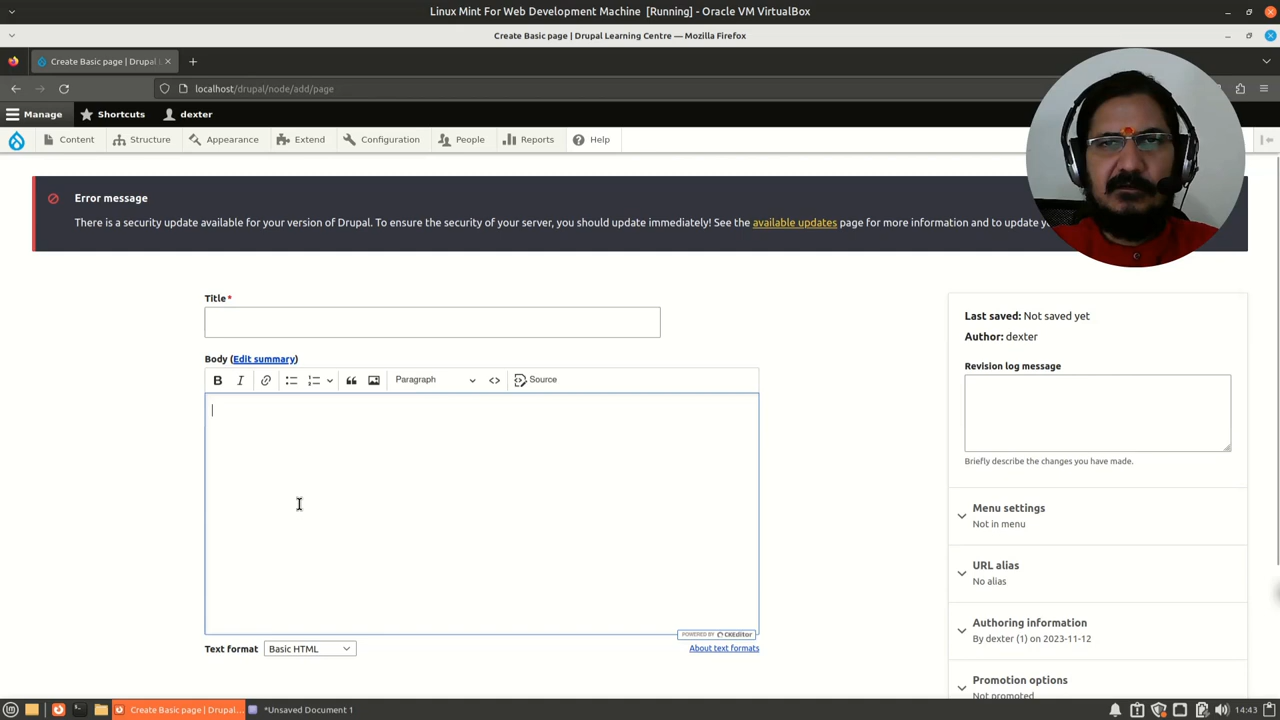 Linux Mint For Web Development Machine [Running] - Oracle VM VirtualBox
Create Basic page | Drupal Learning Centre — Mozilla Firefox
Create Basic page | Drupal L
localhost/drupal/node/add/page
Manage Shortcuts dexter
Content Structure Appearance Extend Configuration People Reports Help
Error message
There is a security update available for your version of Drupal. To ensure the security of your server, you should update immediately! See the available updates page for more information and to update
Title*
Body (Edit summary)
B I Paragraph Source
POWERED BY CKEditor
Text format Basic HTML
About text formats
Last saved: Not saved yet
Author: dexter
Revision log message
Briefly describe the changes you have made.
Menu settings
Not in menu
URL alias
No alias
Authoring information
By dexter (1) on 2023-11-12
Promotion options
Not promoted
Create Basic page | Drupal... *Unsaved Document 1 14:43